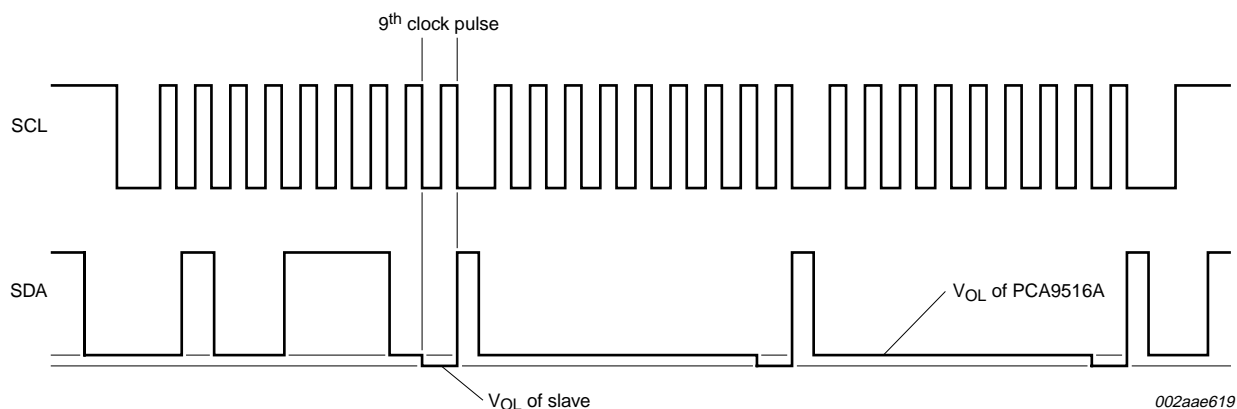 9th clock pulse
SCL
SDA
VOL of PCA9516A
VOL of slave
002aae619